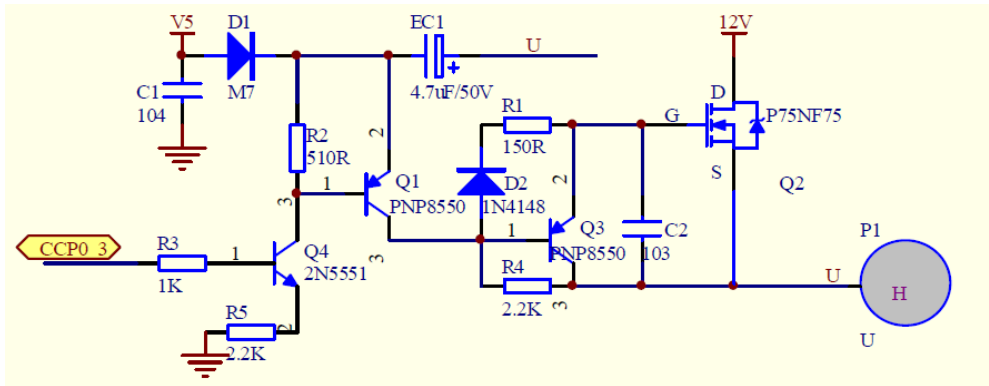 V5
D1
EC1
U
12V
M7
4.7uF/50V
C1
104
D
R1
G
P75NF75
R2
510R
2
150R
2
S
Q2
1
Q1
D2
3
PNP8550
1N4148
1
Q3
C2
P1
PNP8550
103
CCP0_3
R3
1
Q4
3
R4
U
H
1K
2N5551
2.2K
3
R5
2
U
2.2K